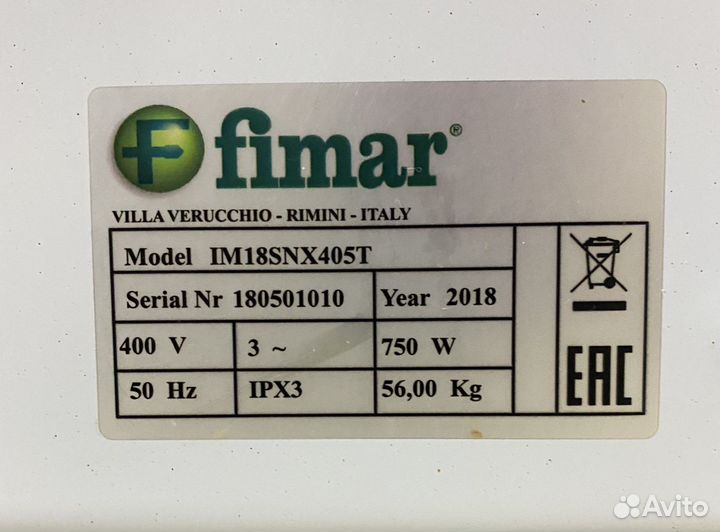 F fimar®
VILLA VERUCCHIO - RIMINI - ITALY
Model IM18SNX405T
Serial Nr 180501010 Year 2018
400 V 3 ~ 750 W
50 Hz IPX3 56,00 Kg
EAC
Avito